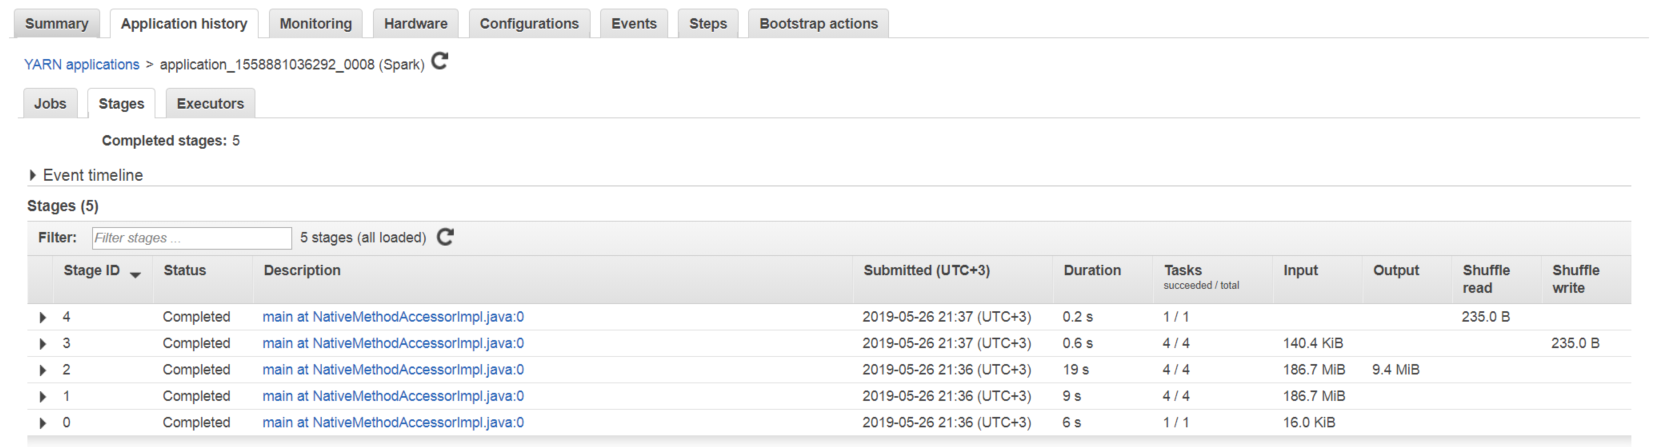 Summary Application history Monitoring Hardware Configurations Events Steps Bootstrap actions
YARN applications > application_1558881036292_0008 (Spark)
Jobs Stages Executors
Completed stages: 5
Event timeline
Stages (5)
Filter: Filter stages ... 5 stages (all loaded)
Stage ID Status Description Submitted (UTC+3) Duration Tasks Input Output Shuffle Shuffle
succeeded / total read write
4 Completed main at NativeMethodAccessorImpl.java:0 2019-05-26 21:37 (UTC+3) 0.2 s 1 / 1 235.0 B
3 Completed main at NativeMethodAccessorImpl.java:0 2019-05-26 21:37 (UTC+3) 0.6 s 4 / 4 140.4 KiB 235.0 B
2 Completed main at NativeMethodAccessorImpl.java:0 2019-05-26 21:36 (UTC+3) 19 s 4 / 4 186.7 MiB 9.4 MiB
1 Completed main at NativeMethodAccessorImpl.java:0 2019-05-26 21:36 (UTC+3) 9 s 4 / 4 186.7 MiB
0 Completed main at NativeMethodAccessorImpl.java:0 2019-05-26 21:36 (UTC+3) 6 s 1 / 1 16.0 KiB